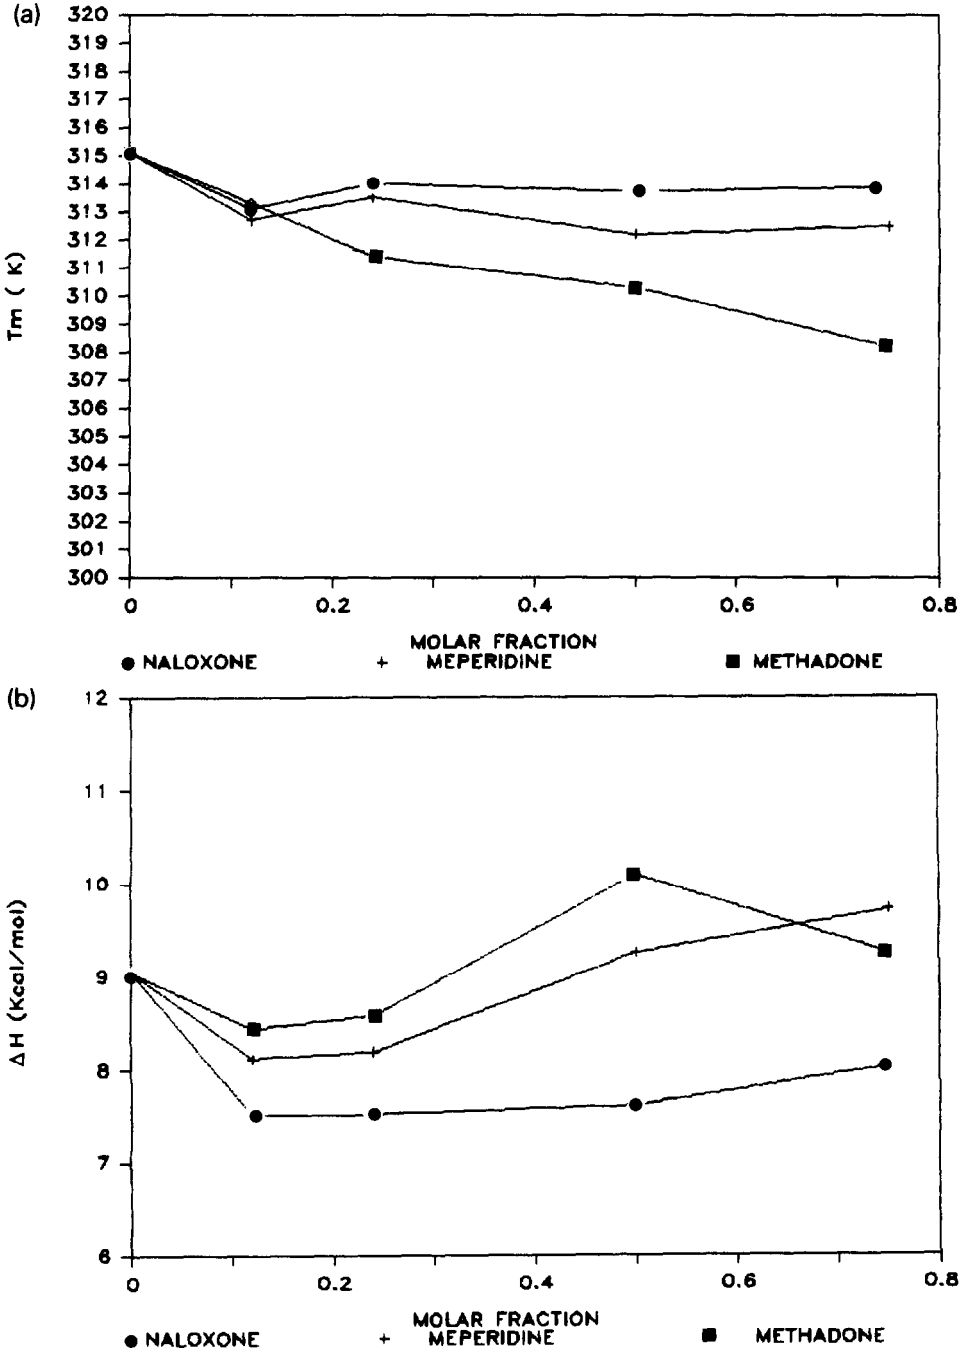 (a)
320
319
318
317
316
315
314
313
312
311
310
309
308
307
306
305
304
303
302
301
300
Tm ( K)
0 0.2 0.4 0.6 0.8
MOLAR FRACTION
NALOXONE MEPERIDINE METHADONE
(b)
12
11
10
9
8
7
6
ΔH (Kcal/mol)
0 0.2 0.4 0.6 0.8
MOLAR FRACTION
NALOXONE MEPERIDINE METHADONE